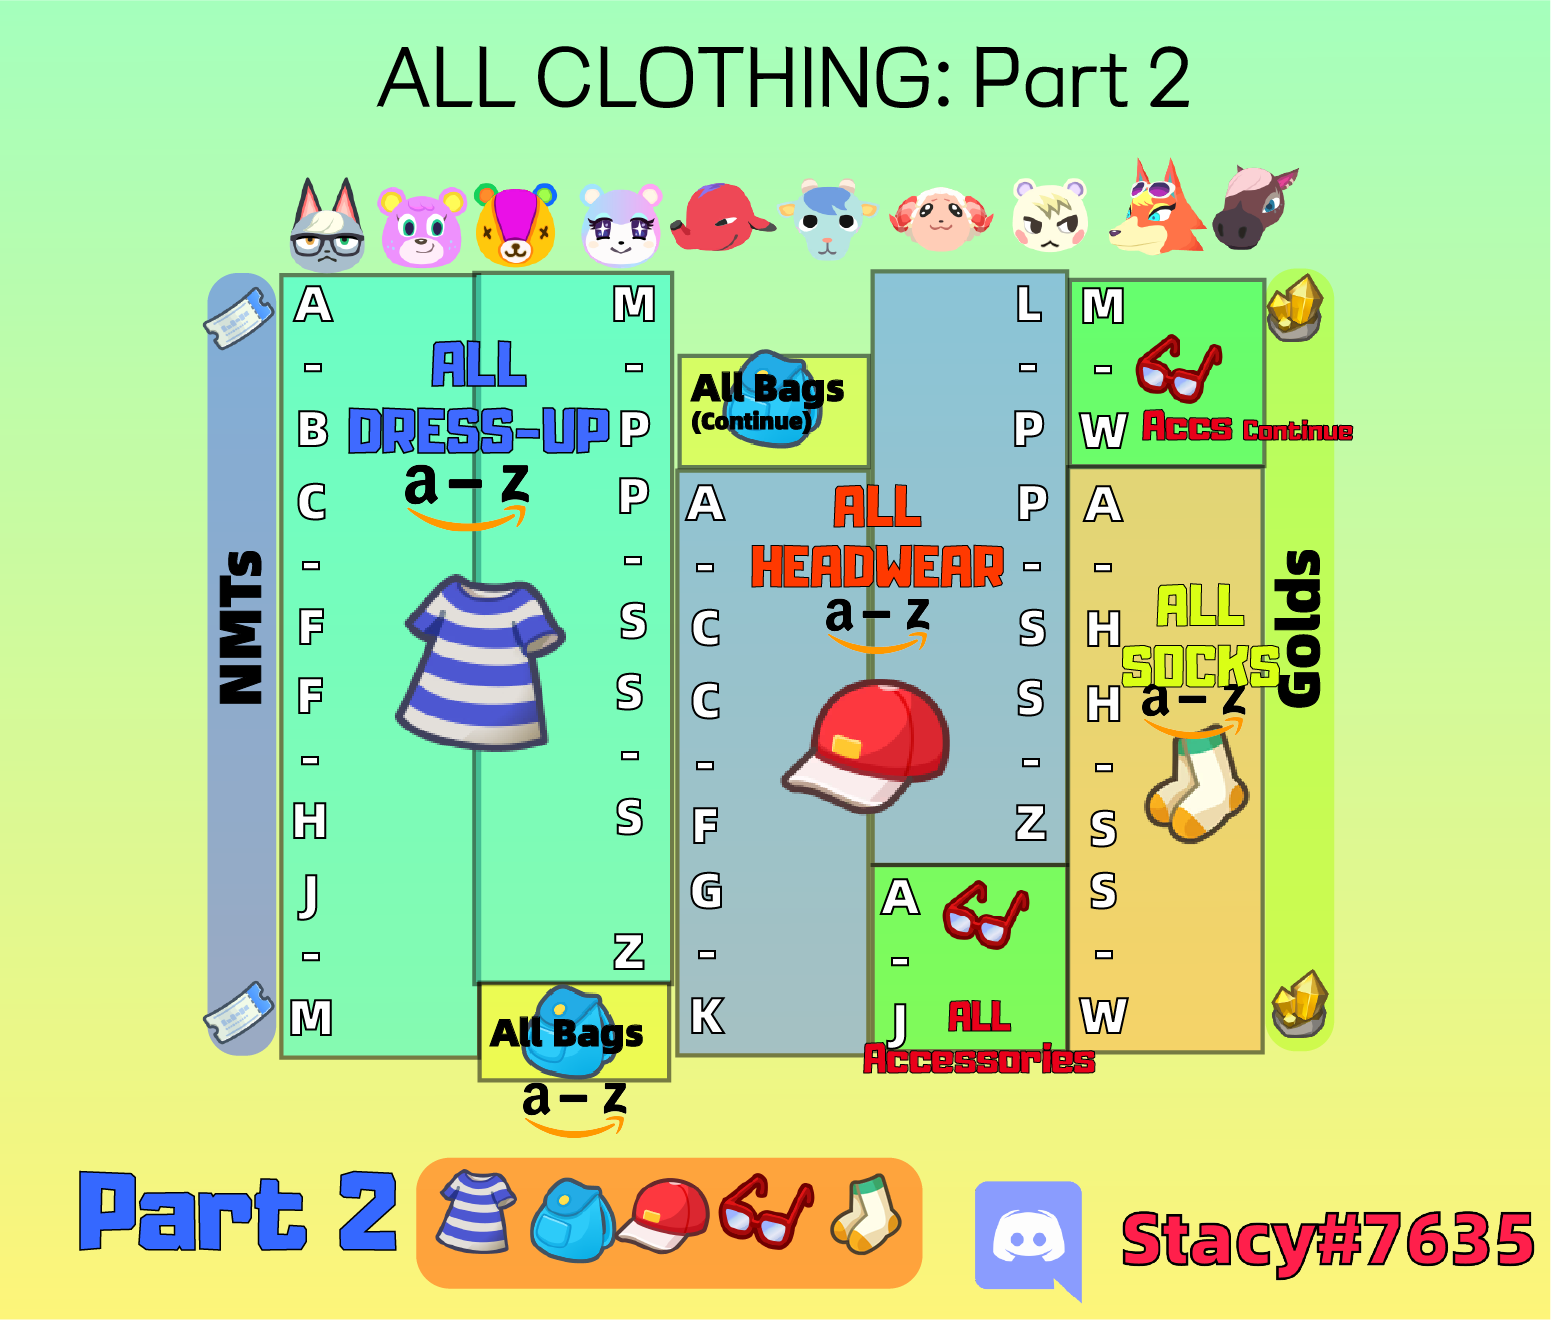 ALL CLOTHING: Part 2
NMTs
A
-
B
C
-
F
F
-
H
J
-
M
ALL
DRESS-UP
a - z
M
-
P
P
-
S
S
-
S
Z
All Bags
a - z
All Bags
(Continue)
A
-
C
C
-
F
G
-
K
ALL
HEADWEAR
a - z
L
-
P
P
-
S
S
-
Z
A
-
J
ALL
Accessories
M
-
W
Accs Continue
A
-
H
H
-
S
S
-
W
ALL
SOCKS
a - z
Golds
Part 2
Stacy#7635